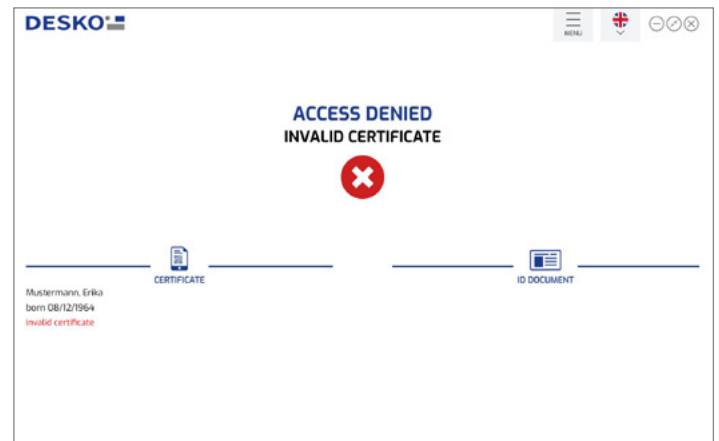 DESKO
MENU
ACCESS DENIED
INVALID CERTIFICATE
CERTIFICATE
ID DOCUMENT
Mustermann, Erika
born 08/12/1964
invalid certificate